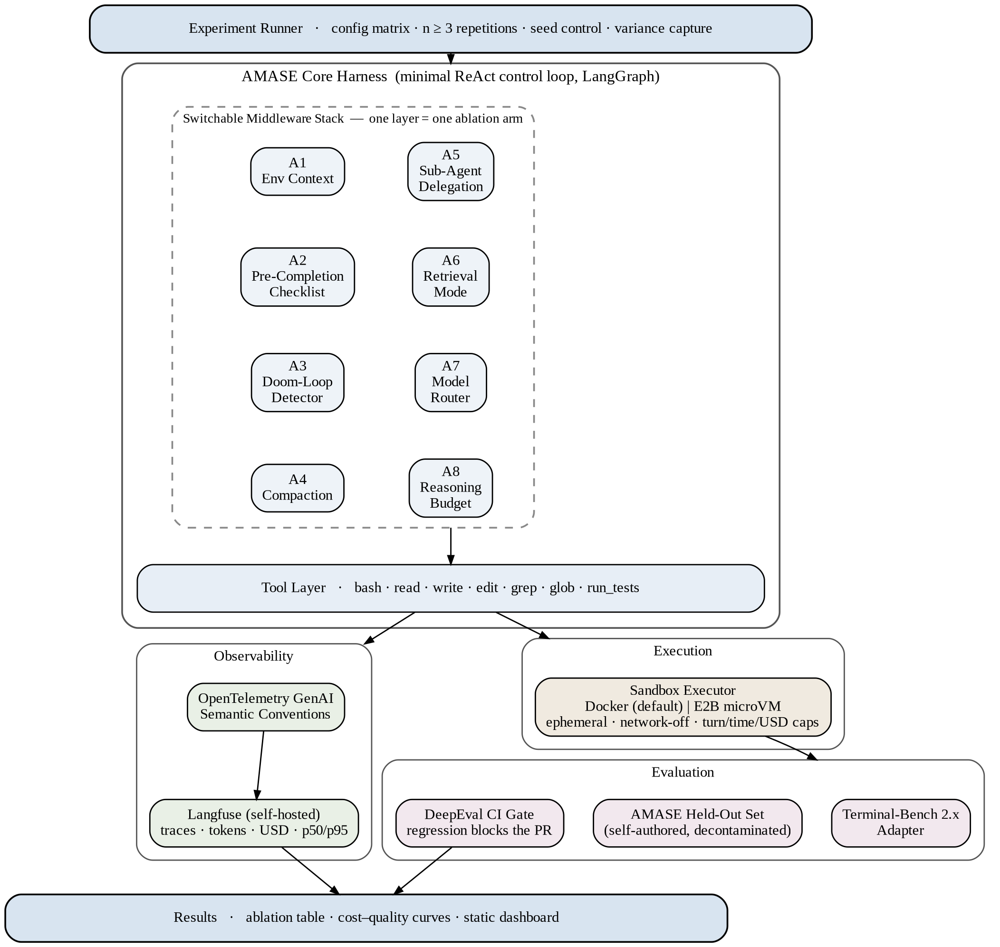 Experiment Runner · config matrix · n ≥ 3 repetitions · seed control · variance capture
AMASE Core Harness (minimal ReAct control loop, LangGraph)
Switchable Middleware Stack — one layer = one ablation arm
A1
Env Context
A5
Sub-Agent
Delegation
A2
Pre-Completion
Checklist
A6
Retrieval
Mode
A3
Doom-Loop
Detector
A7
Model
Router
A4
Compaction
A8
Reasoning
Budget
Tool Layer · bash · read · write · edit · grep · glob · run_tests
Observability
OpenTelemetry GenAI
Semantic Conventions
Langfuse (self-hosted)
traces · tokens · USD · p50/p95
Execution
Sandbox Executor
Docker (default) | E2B microVM
ephemeral · network-off · turn/time/USD caps
Evaluation
DeepEval CI Gate
regression blocks the PR
AMASE Held-Out Set
(self-authored, decontaminated)
Terminal-Bench 2.x
Adapter
Results · ablation table · cost–quality curves · static dashboard